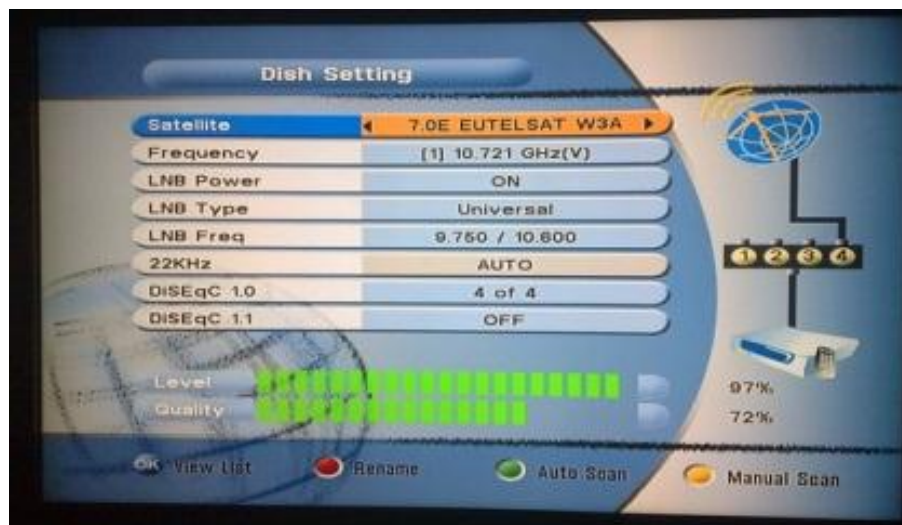 Dish Setting
Satellite 7.0E EUTELSAT W3A
Frequency [1] 10.721 GHz(V)
LNB Power ON
LNB Type Universal
LNB Freq 9.750 / 10.600
22KHz AUTO
DiSEqC 1.0 4 of 4
DiSEqC 1.1 OFF
1 2 3 4
Level 97%
Quality 72%
OK View List Rename Auto Scan Manual Scan